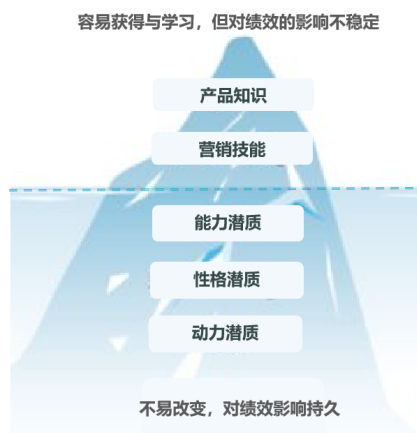 容易获得与学习，但对绩效的影响不稳定
产品知识
营销技能
能力潜质
性格潜质
动力潜质
不易改变，对绩效影响持久